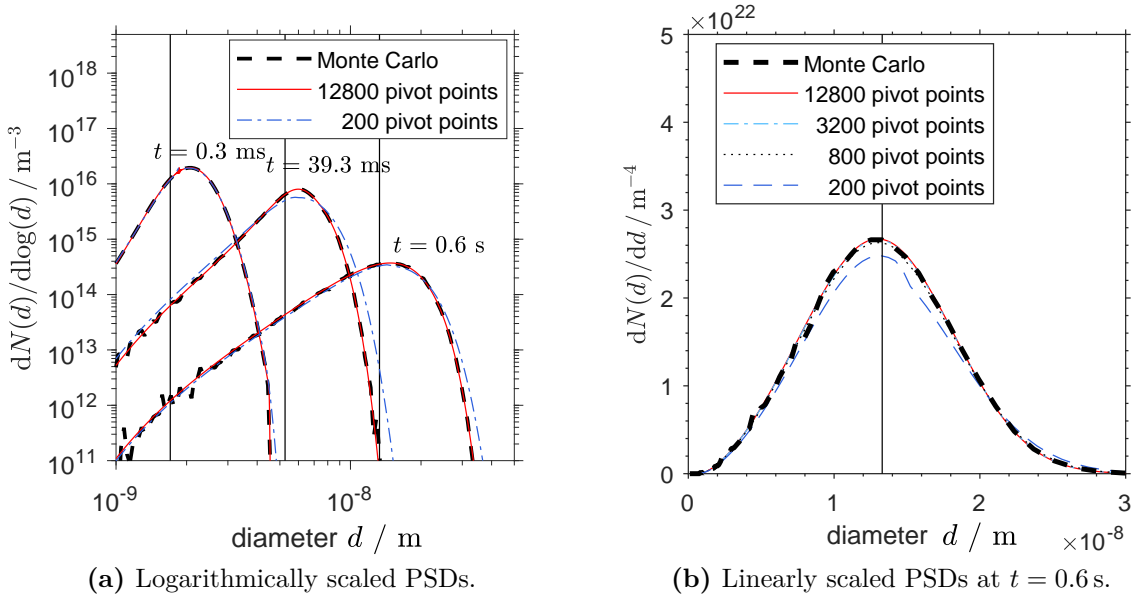 10^18
10^17
10^16
10^15
10^14
10^13
10^12
10^11
dN(d)/dlog(d) / m^−3
Monte Carlo
12800 pivot points
200 pivot points
t = 0.3 ms
t = 39.3 ms
t = 0.6 s
10^-9
10^-8
diameter d / m
(a) Logarithmically scaled PSDs.
×10^22
5
4
3
2
1
0
dN(d)/dd / m^−4
Monte Carlo
12800 pivot points
3200 pivot points
800 pivot points
200 pivot points
0
1
2
3
×10^-8
diameter d / m
(b) Linearly scaled PSDs at t = 0.6 s.